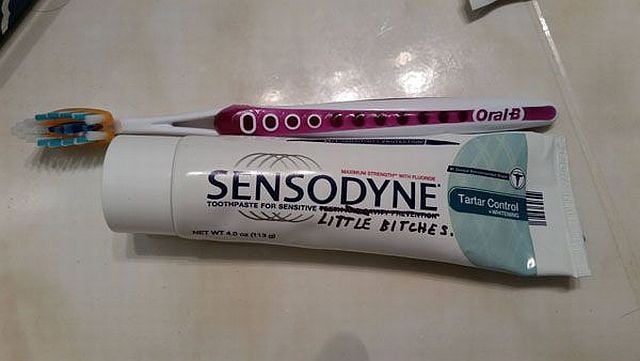 Oral-B
MAXIMUM STRENGTH* WITH FLUORIDE
SENSODYNE
TOOTHPASTE FOR SENSITIVE
LITTLE BITCHES.
NET WT 4.0 oz (113 g)
Tartar Control
+ WHITENING